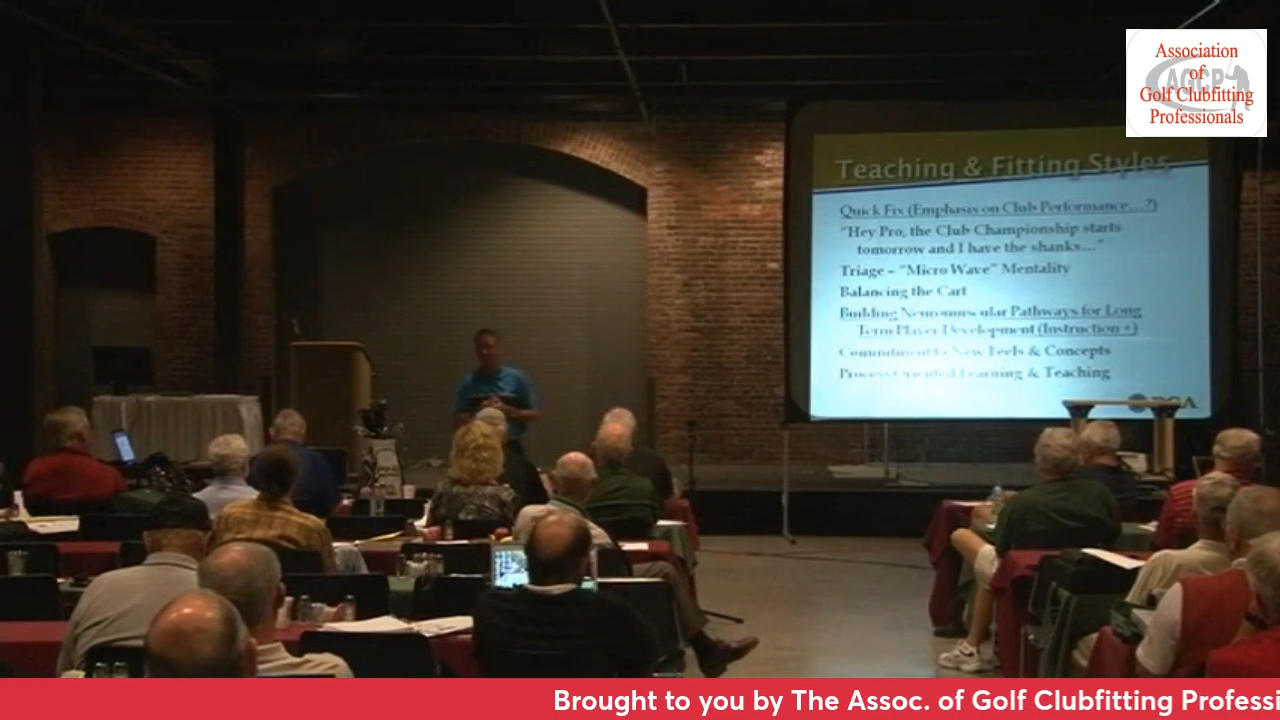 Association
of
AGCP
Golf Clubfitting
Professionals
Teaching & Fitting Styles
Quick Fix (Emphasis on Club Performance...?)
"Hey Pro, the Club Championship starts
tomorrow and I have the shanks..."
Triage - "Micro Wave" Mentality
Balancing the Cart
Building Neuromuscular Pathways for Long
Term Player Development (Instruction +)
Commitment to New Feels & Concepts
Process Oriented Learning & Teaching
PGA
Brought to you by The Assoc. of Golf Clubfitting Professi